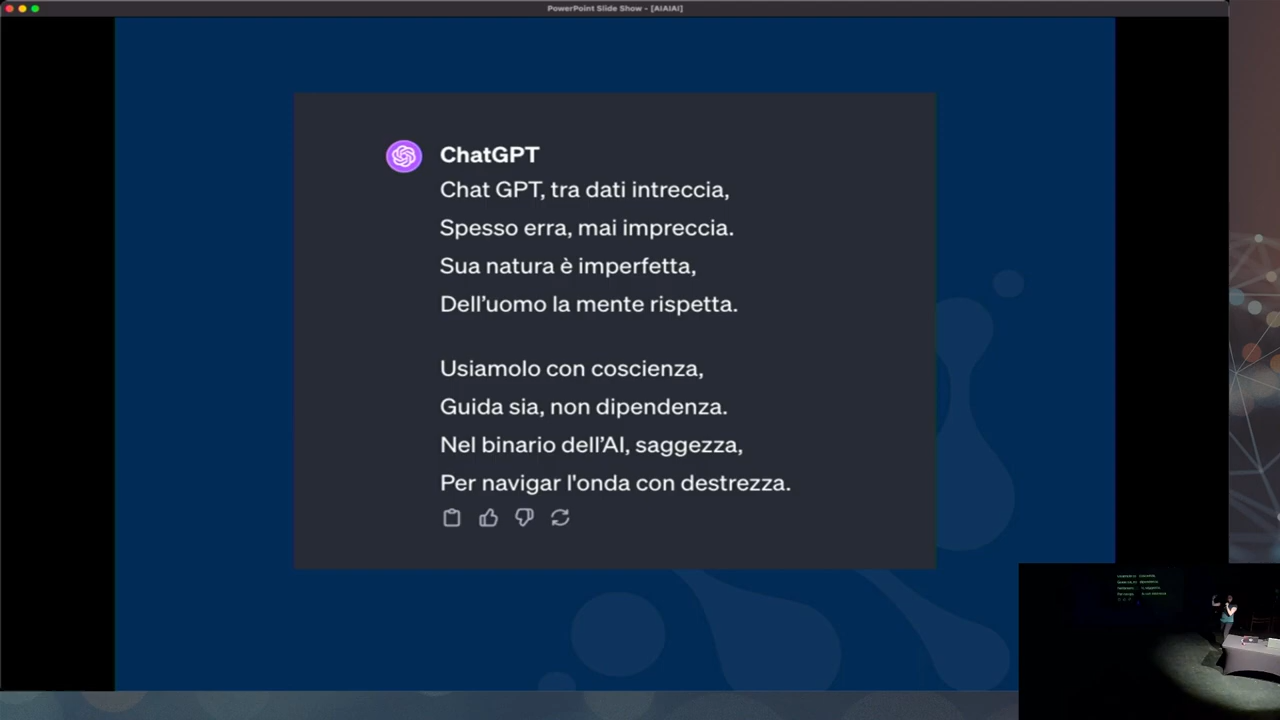 PowerPoint Slide Show - [AIAIAI]
ChatGPT
Chat GPT, tra dati intreccia,
Spesso erra, mai impreccia.
Sua natura è imperfetta,
Dell’uomo la mente rispetta.
Usiamolo con coscienza,
Guida sia, non dipendenza.
Nel binario dell’AI, saggezza,
Per navigar l'onda con destrezza.